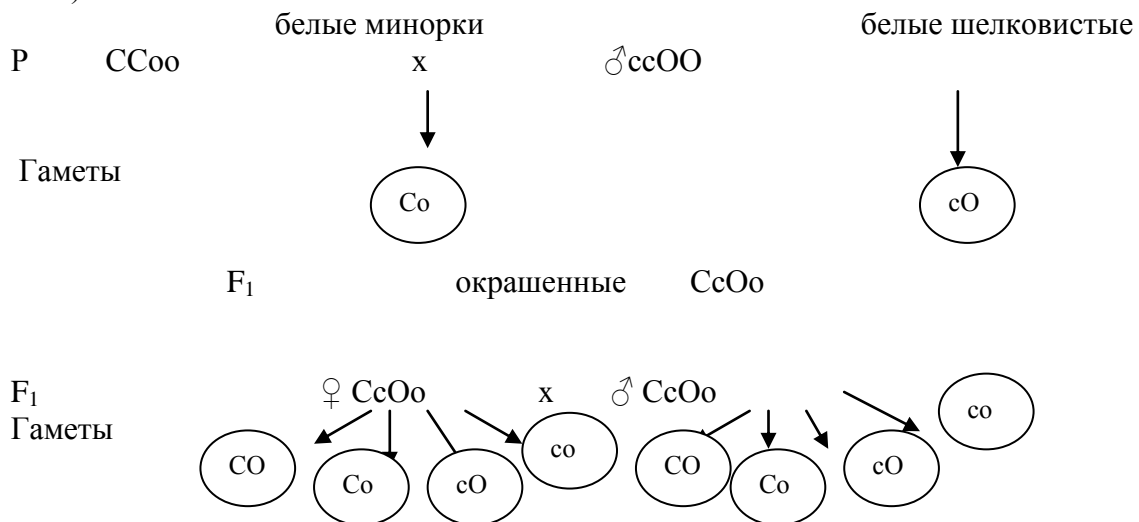 белые минорки белые шелковистые
P CCoo x ♂ccOO
Гаметы
Co cO
F₁ окрашенные CcOo
F₁ ♀ CcOo x ♂ CcOo
Гаметы
CO Co cO co CO Co cO co